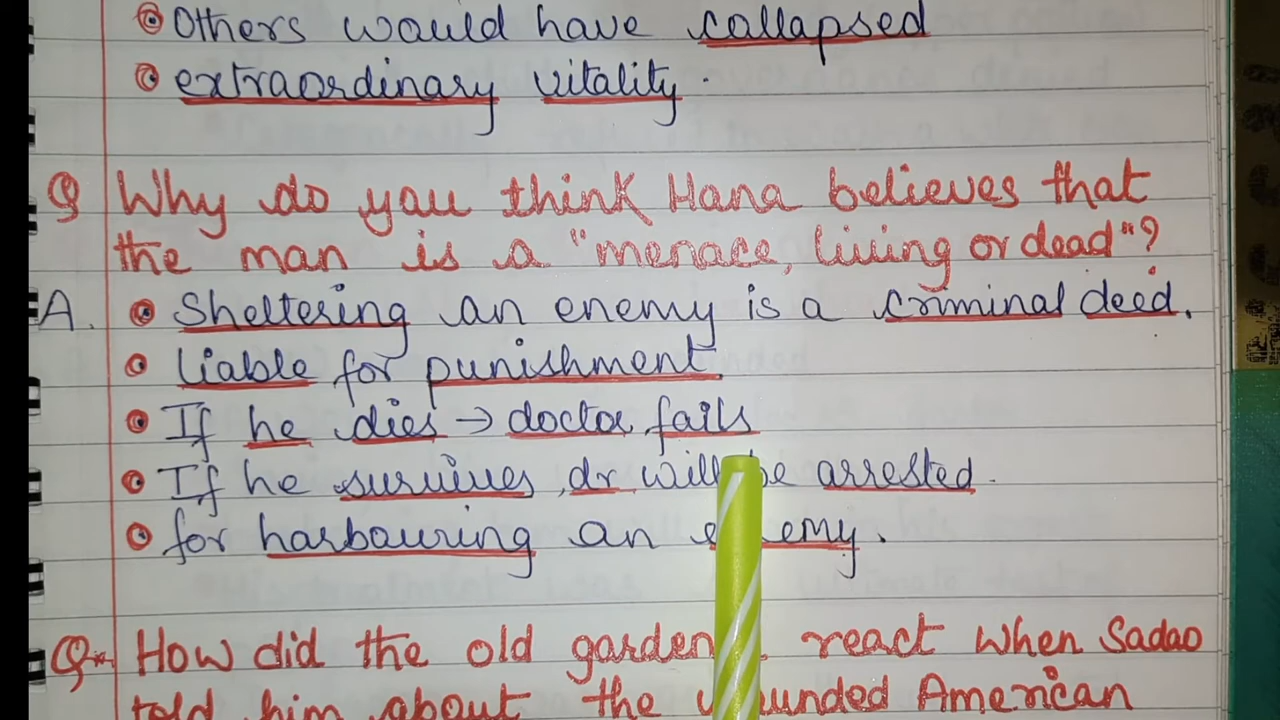 Others would have collapsed
extraordinary vitality.
Q Why do you think Hana believes that
the man is a "menace, living or dead"?
A. Sheltering an enemy is a criminal deed.
liable for punishment.
If he dies → doctor fails
If he survives, dr will be arrested.
for harbouring an enemy.
Q How did the old gardener react when Sadao
told him about the wounded American